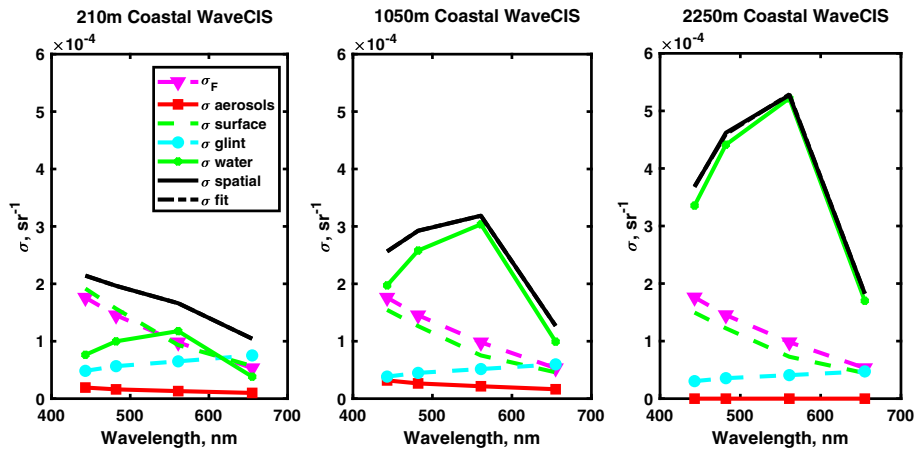 210m Coastal WaveCIS
×10⁻⁴
6
5
4
3
2
1
0
400
500
600
700
Wavelength, nm
σ, sr⁻¹
σ_F
σ aerosols
σ surface
σ glint
σ water
σ spatial
σ fit
1050m Coastal WaveCIS
×10⁻⁴
6
5
4
3
2
1
0
400
500
600
700
Wavelength, nm
σ, sr⁻¹
2250m Coastal WaveCIS
×10⁻⁴
6
5
4
3
2
1
0
400
500
600
700
Wavelength, nm
σ, sr⁻¹